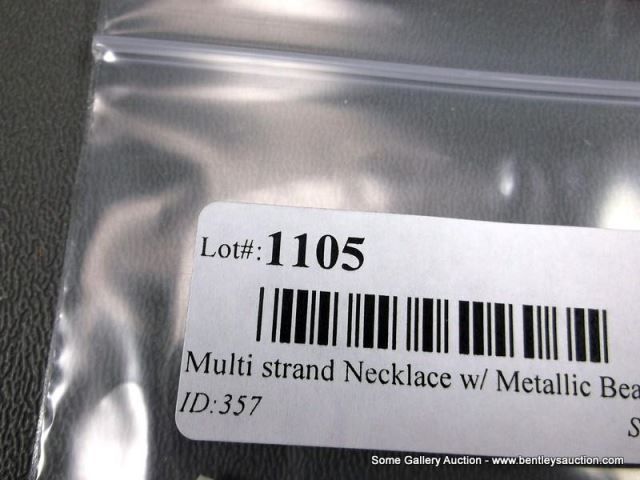 Lot#: 1105
Multi strand Necklace w/ Metallic Bea
ID:357
S
Some Gallery Auction - www.bentleysauction.com